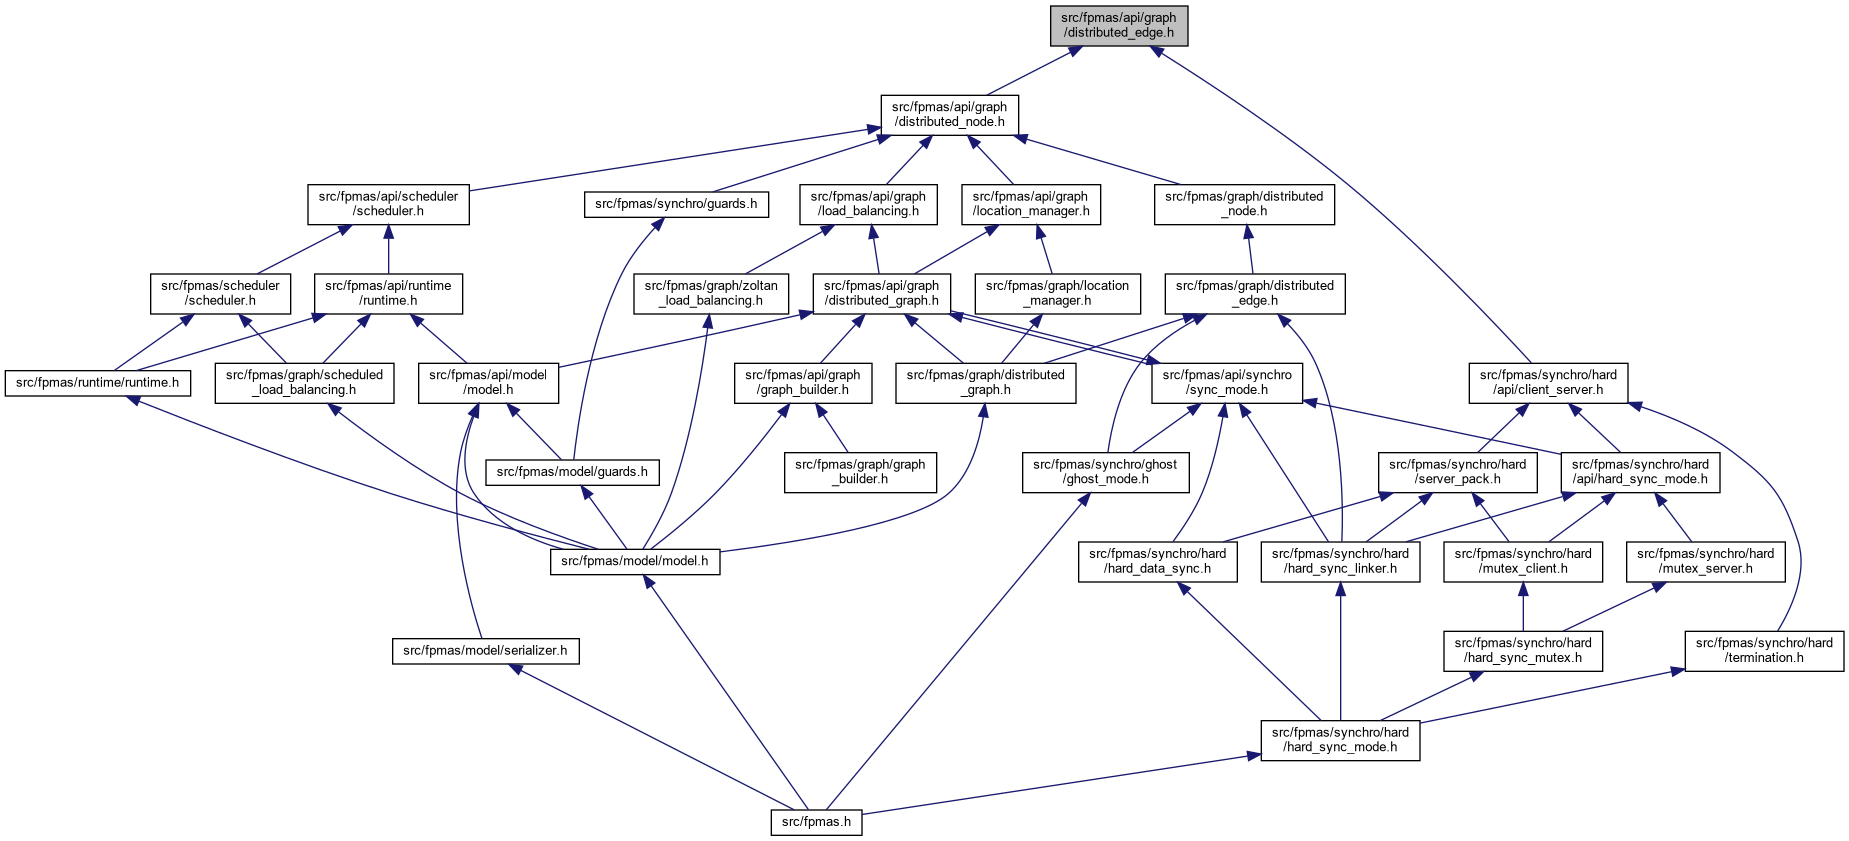 src/fpmas/api/graph
/distributed_edge.h
src/fpmas/api/graph
/distributed_node.h
src/fpmas/api/scheduler
/scheduler.h
src/fpmas/synchro/guards.h
src/fpmas/api/graph
/load_balancing.h
src/fpmas/api/graph
/location_manager.h
src/fpmas/graph/distributed
_node.h
src/fpmas/scheduler
/scheduler.h
src/fpmas/api/runtime
/runtime.h
src/fpmas/graph/zoltan
_load_balancing.h
src/fpmas/api/graph
/distributed_graph.h
src/fpmas/graph/location
_manager.h
src/fpmas/graph/distributed
_edge.h
src/fpmas/runtime/runtime.h
src/fpmas/graph/scheduled
_load_balancing.h
src/fpmas/api/model
/model.h
src/fpmas/api/graph
/graph_builder.h
src/fpmas/graph/distributed
_graph.h
src/fpmas/api/synchro
/sync_mode.h
src/fpmas/synchro/hard
/api/client_server.h
src/fpmas/model/guards.h
src/fpmas/graph/graph
_builder.h
src/fpmas/synchro/ghost
/ghost_mode.h
src/fpmas/synchro/hard
/server_pack.h
src/fpmas/synchro/hard
/api/hard_sync_mode.h
src/fpmas/model/model.h
src/fpmas/synchro/hard
/hard_data_sync.h
src/fpmas/synchro/hard
/hard_sync_linker.h
src/fpmas/synchro/hard
/mutex_client.h
src/fpmas/synchro/hard
/mutex_server.h
src/fpmas/model/serializer.h
src/fpmas/synchro/hard
/hard_sync_mutex.h
src/fpmas/synchro/hard
/termination.h
src/fpmas/synchro/hard
/hard_sync_mode.h
src/fpmas.h